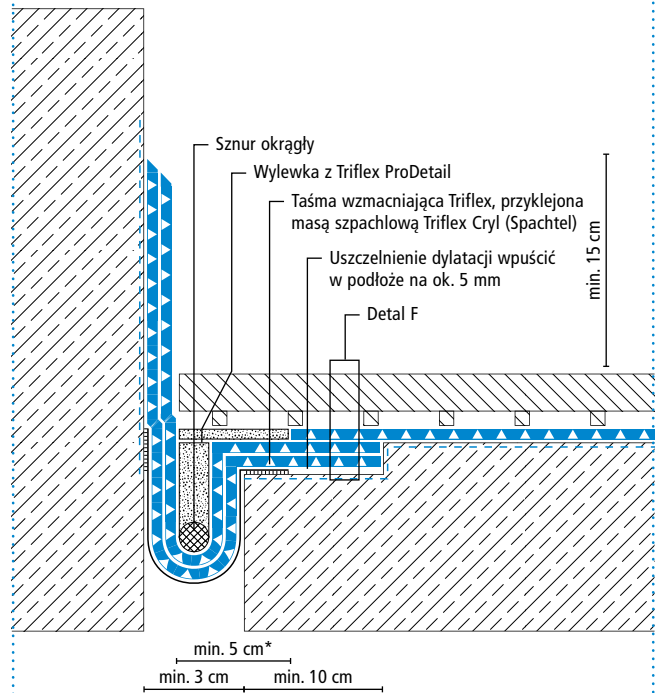 Sznur okrągły
Wylewka z Triflex ProDetail
Taśma wzmacniająca Triflex, przyklejona
masą szpachlową Triflex Cryl (Spachtel)
Uszczelnienie dylatacji wpuścić
w podłoże na ok. 5 mm
Detal F
min. 15 cm
min. 5 cm*
min. 3 cm
min. 10 cm